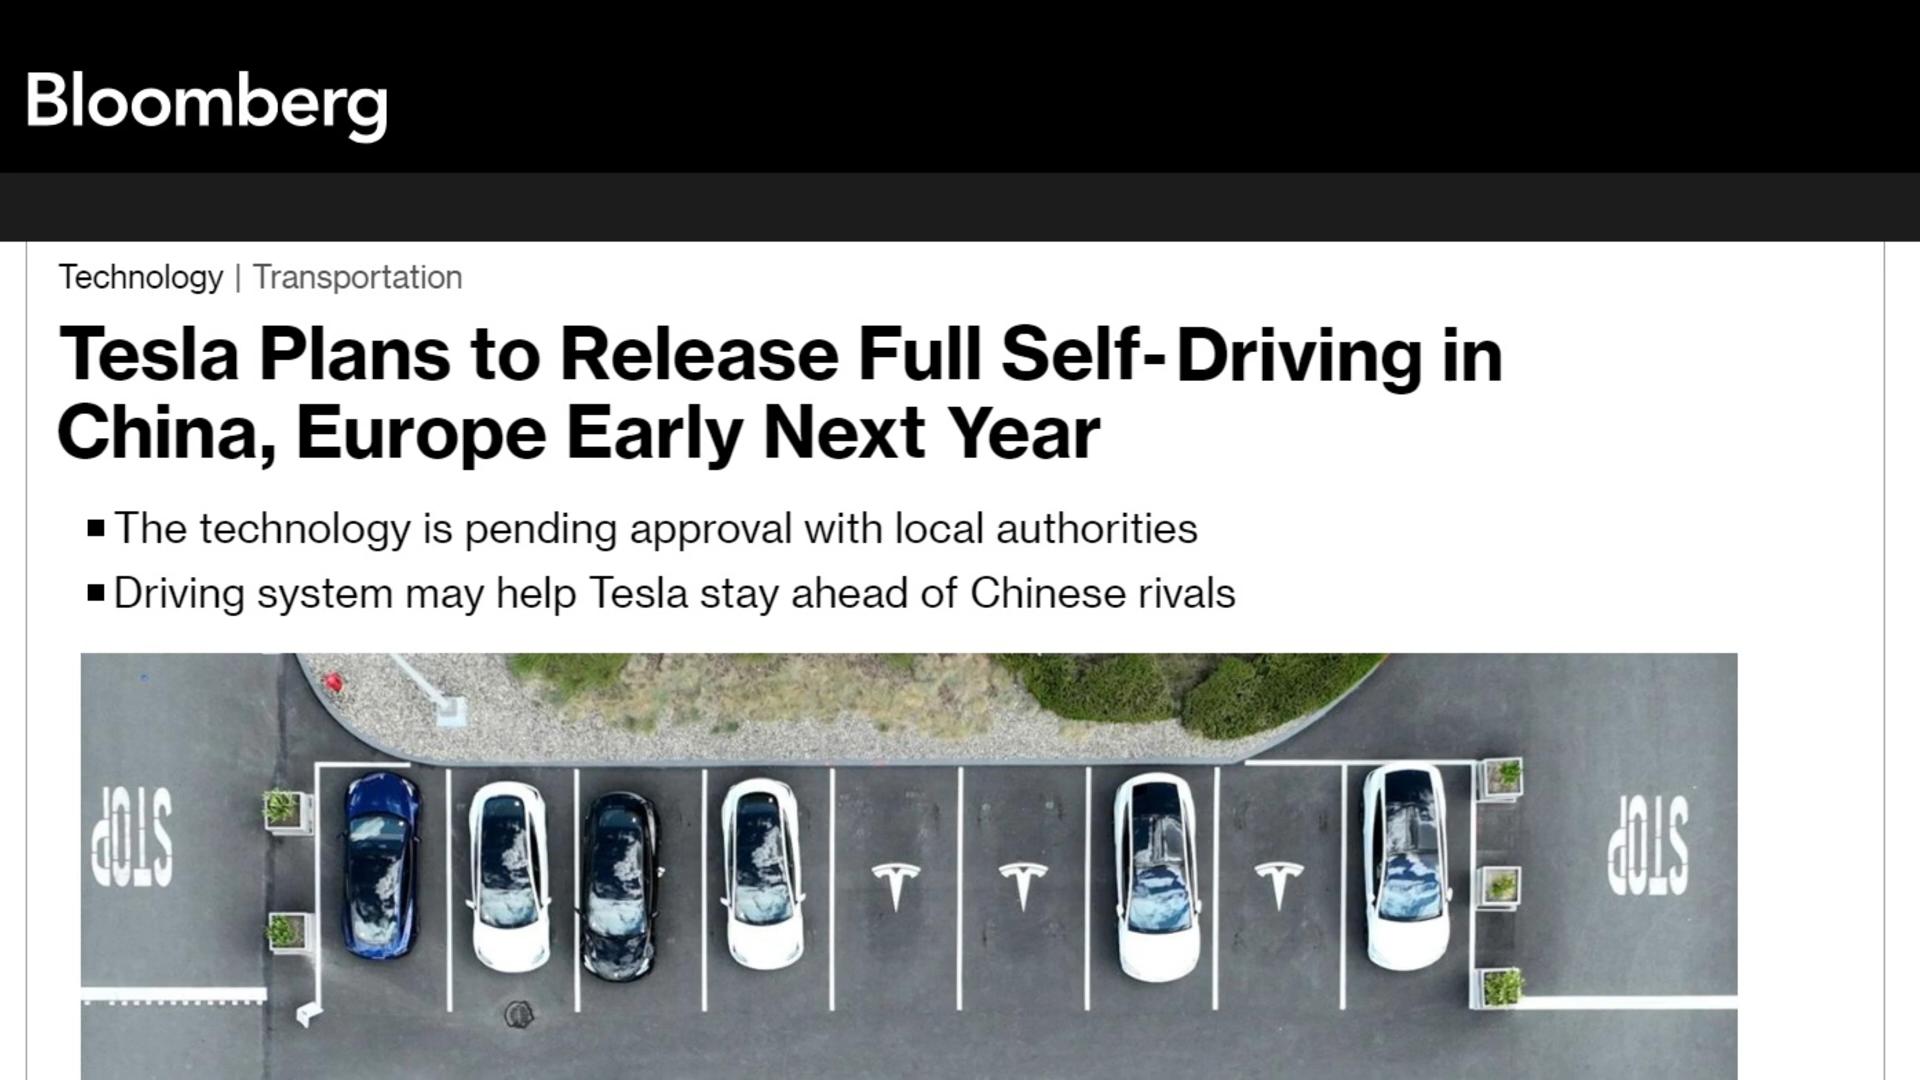 Bloomberg
Technology | Transportation
Tesla Plans to Release Full Self-Driving in
China, Europe Early Next Year
▪ The technology is pending approval with local authorities
▪ Driving system may help Tesla stay ahead of Chinese rivals
STOP
STOP